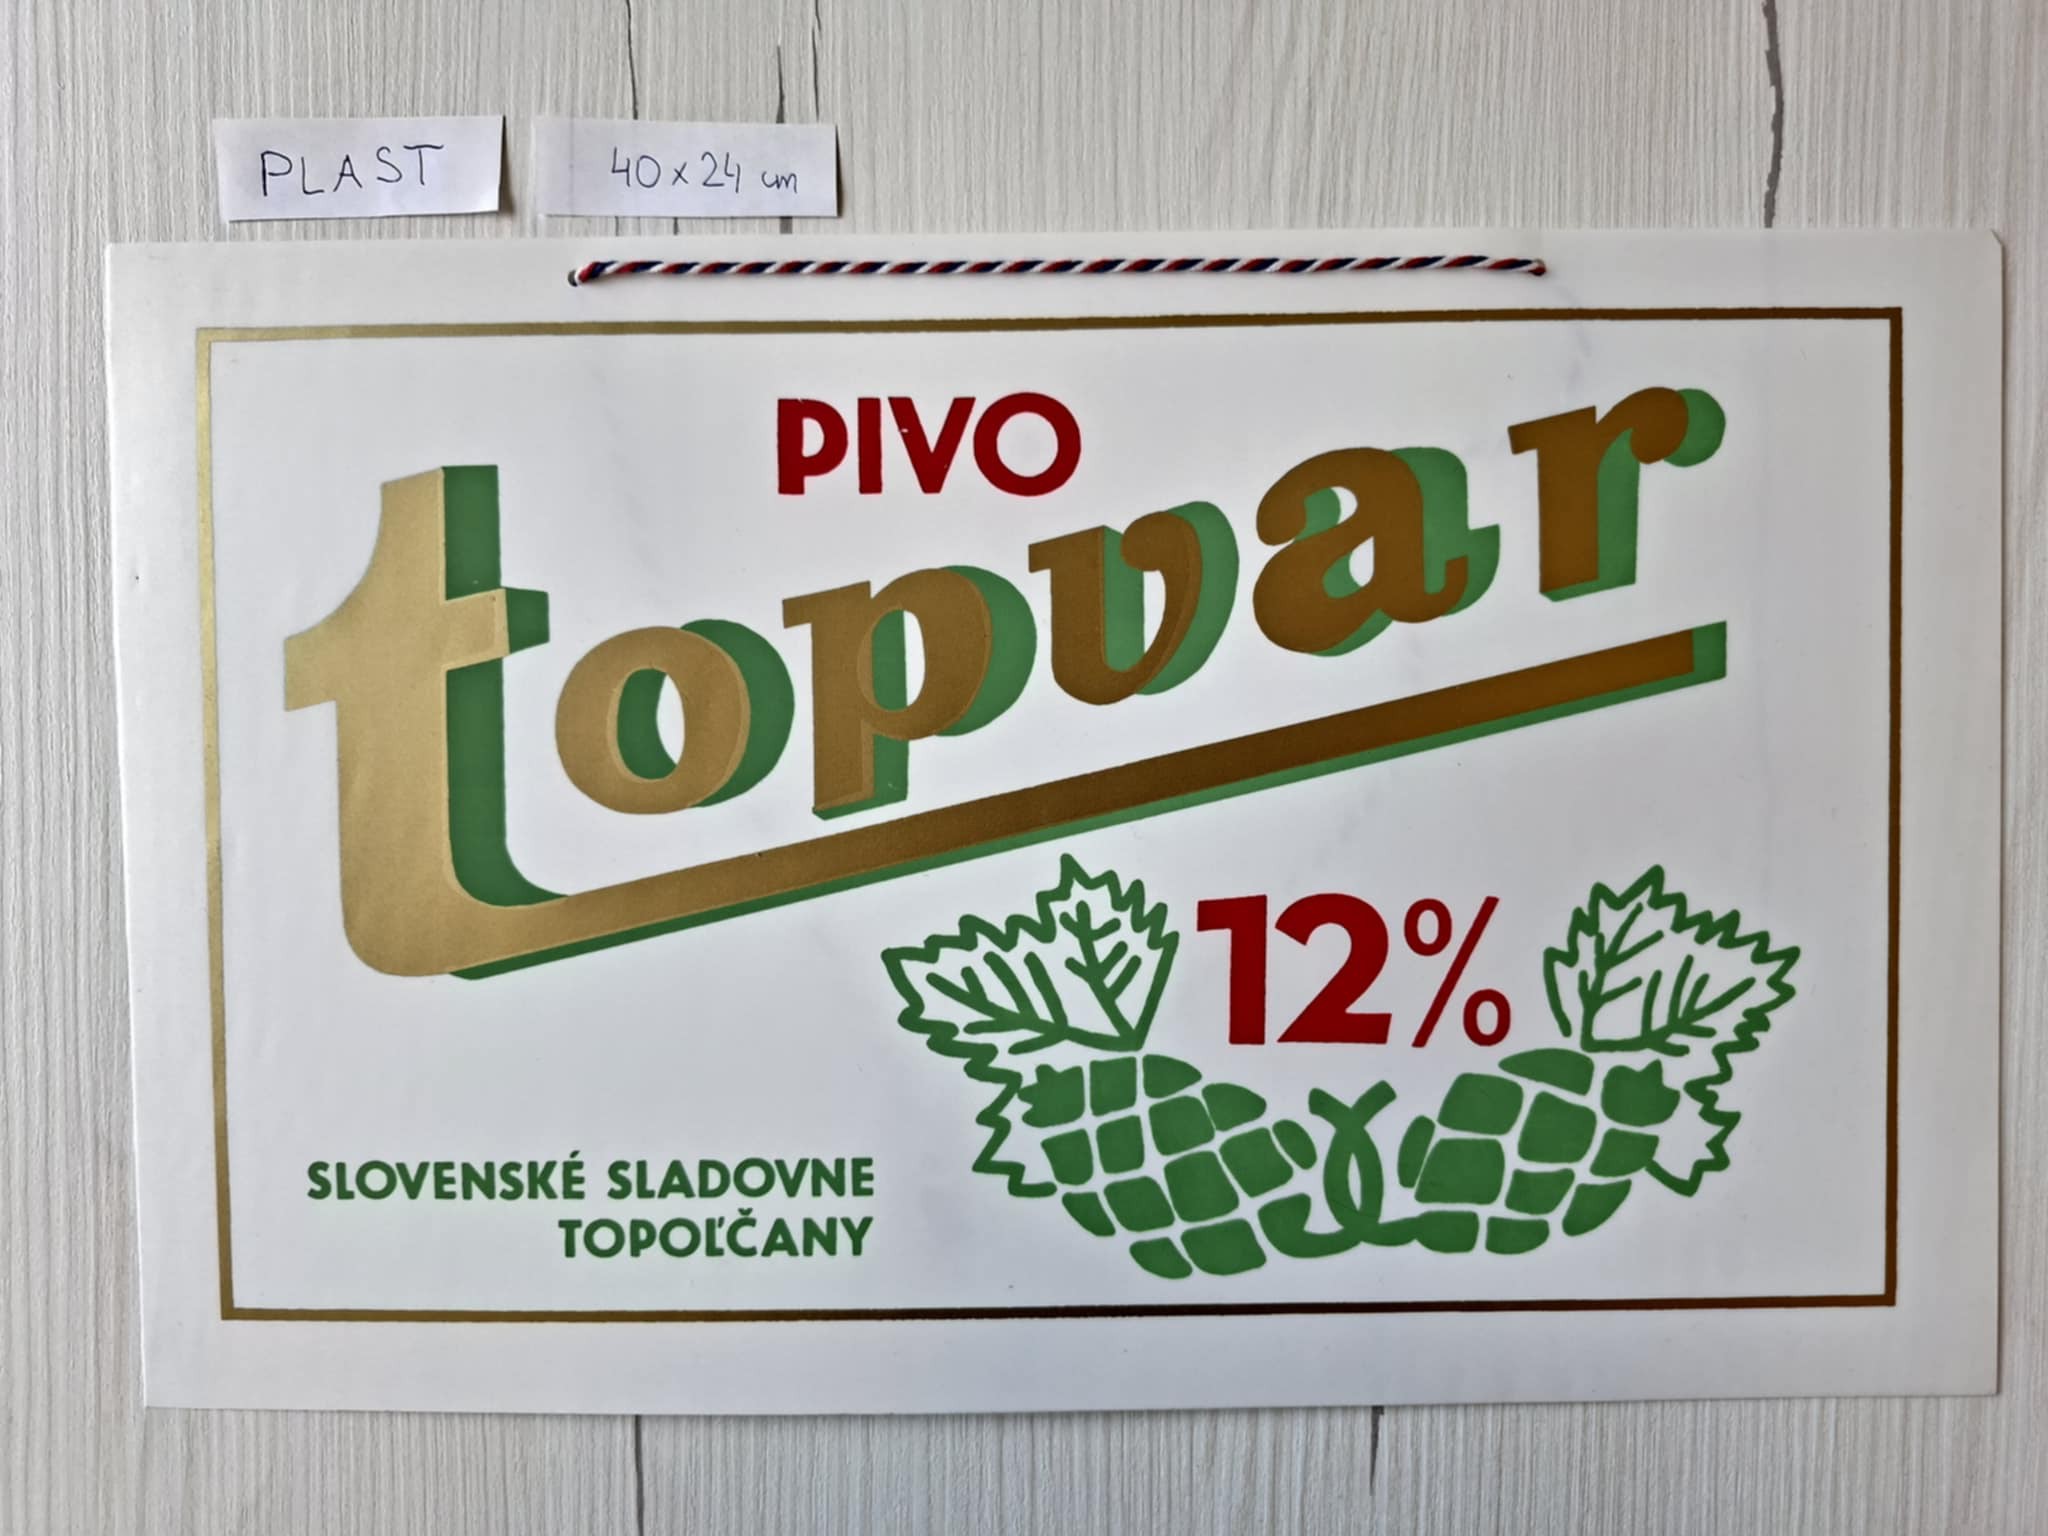 PLAST
40x24 cm
PIVO
topvar
12%
SLOVENSKÉ SLADOVNE
TOPOĽČANY